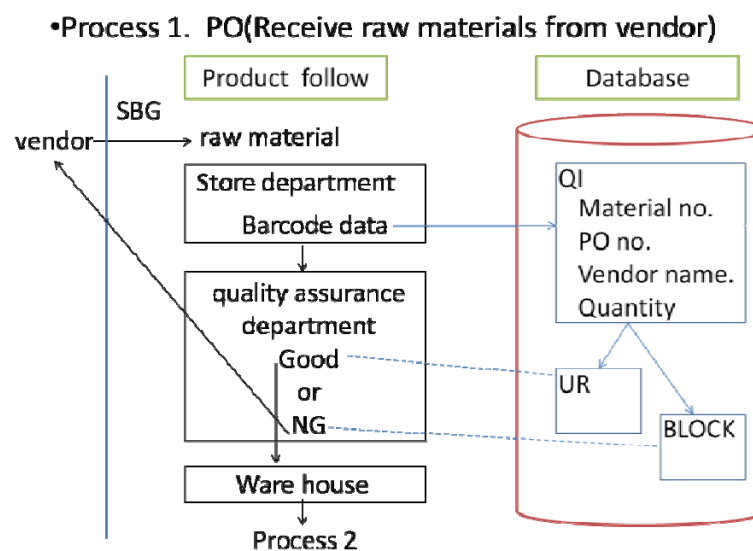 •Process 1. PO(Receive raw materials from vendor)
Product follow
Database
SBG
vendor
raw material
Store department
Barcode data
QI
Material no.
PO no.
Vendor name.
Quantity
quality assurance
department
Good
or
NG
UR
BLOCK
Ware house
Process 2